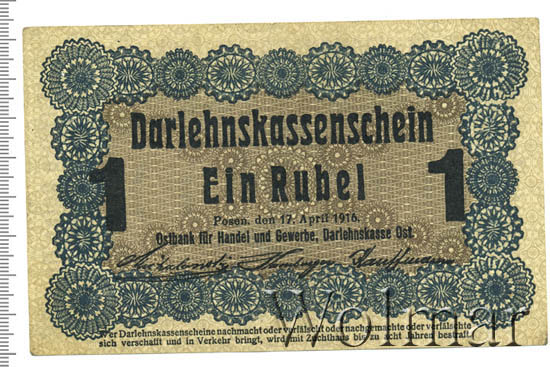 Darlehnskassenschein
1 Ein Rubel 1
Posen, den 17. April 1916.
Ostbank für Handel und Gewerbe, Darlehnskasse Ost.
Kauffmann
Wer Darlehnskassenscheine nachmacht oder verfälscht oder nachgemachte oder verfälschte
sich verschafft und in Verkehr bringt, wird mit Zuchthaus bis zu acht Jahren bestraft.
Wolmar